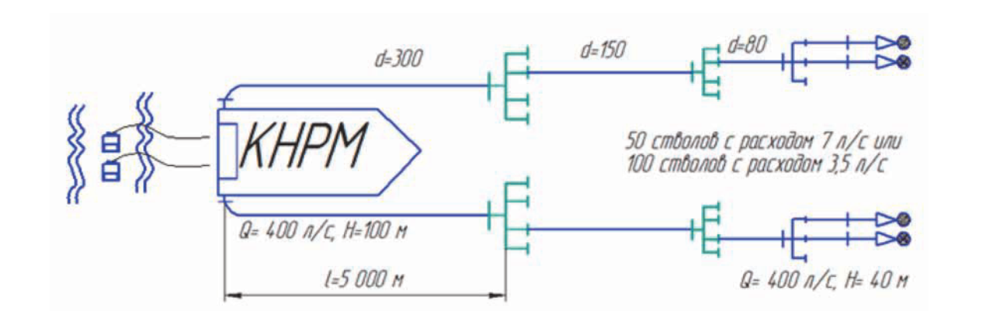 d=300
d=150
d=80
КНРМ
50 стволов с расходом 7 л/с или
100 стволов с расходом 3,5 л/с
Q= 400 л/с, H=100 м
l=5 000 м
Q= 400 л/с, H= 40 м